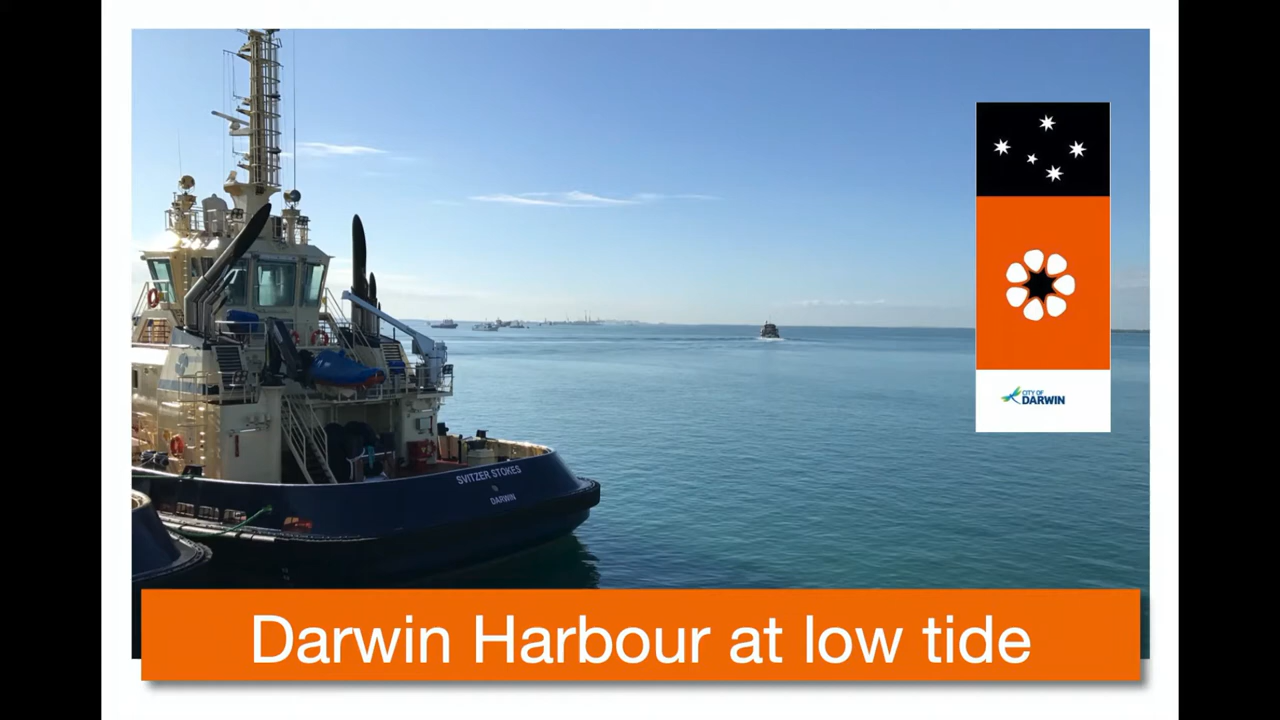 CITY OF
DARWIN
SVITZER STOKES
DARWIN
Darwin Harbour at low tide